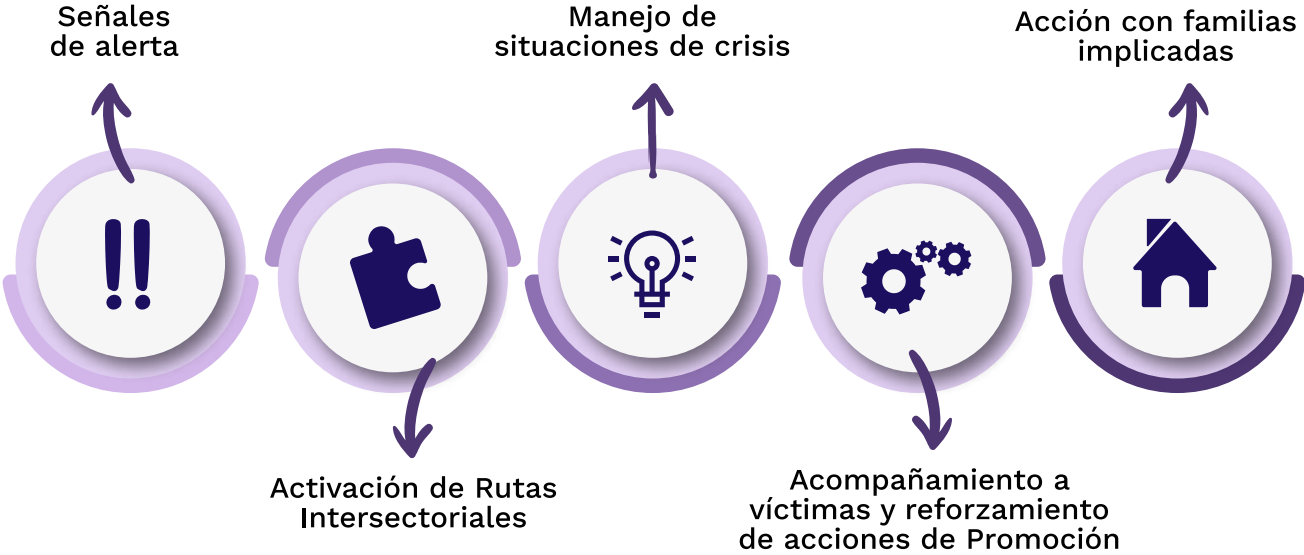 Señales
de alerta
Activación de Rutas
Intersectoriales
Manejo de
situaciones de crisis
Acompañamiento a
víctimas y reforzamiento
de acciones de Promoción
Acción con familias
implicadas